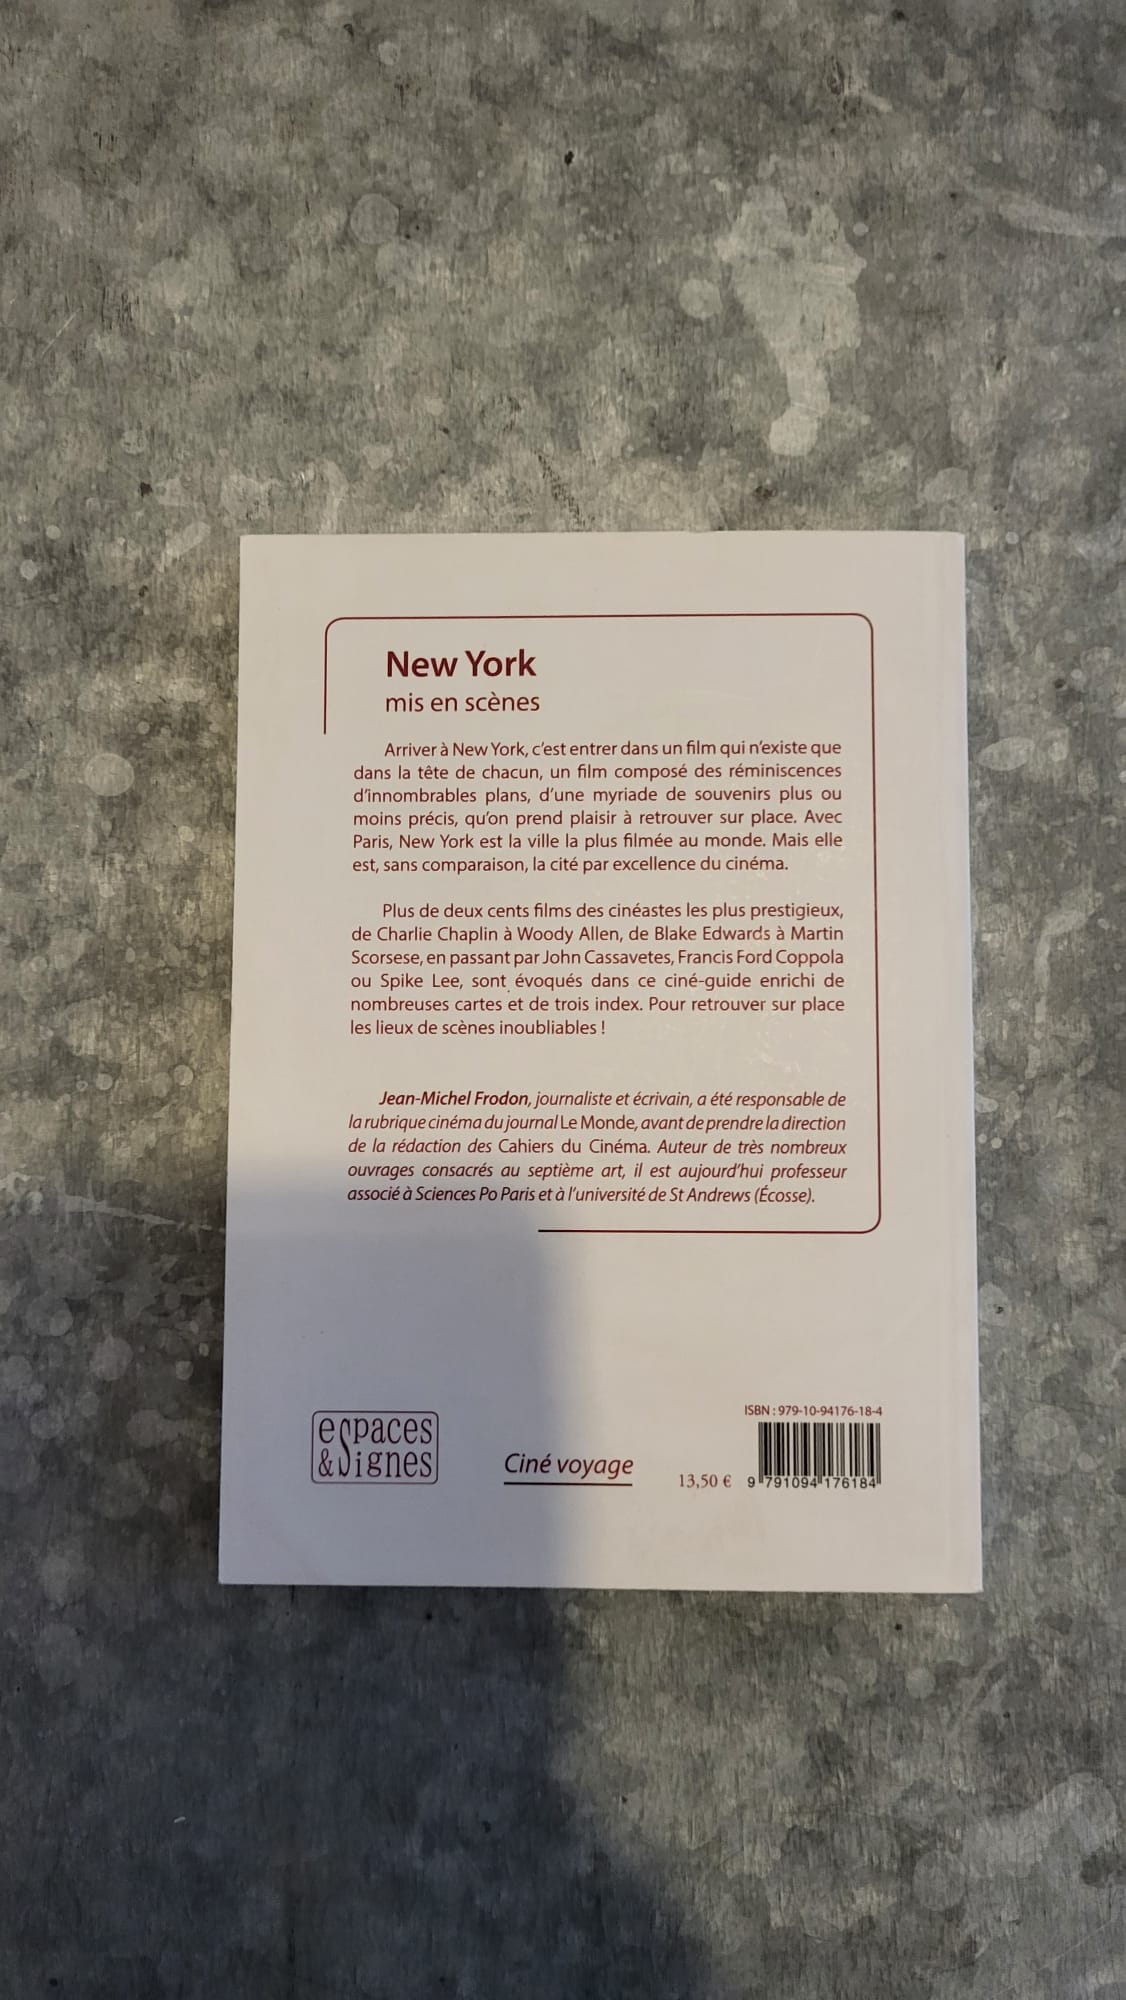 New York
mis en scènes
Arriver à New York, c'est entrer dans un film qui n'existe que
dans la tête de chacun, un film composé des réminiscences
d'innombrables plans, d'une myriade de souvenirs plus ou
moins précis, qu'on prend plaisir à retrouver sur place. Avec
Paris, New York est la ville la plus filmée au monde. Mais elle
est, sans comparaison, la cité par excellence du cinéma.
Plus de deux cents films des cinéastes les plus prestigieux,
de Charlie Chaplin à Woody Allen, de Blake Edwards à Martin
Scorsese, en passant par John Cassavetes, Francis Ford Coppola
ou Spike Lee, sont évoqués dans ce ciné-guide enrichi de
nombreuses cartes et de trois index. Pour retrouver sur place
les lieux de scènes inoubliables !
Jean-Michel Frodon, journaliste et écrivain, a été responsable de
la rubrique cinéma du journal Le Monde, avant de prendre la direction
de la rédaction des Cahiers du Cinéma. Auteur de très nombreux
ouvrages consacrés au septième art, il est aujourd'hui professeur
associé à Sciences Po Paris et à l'université de St Andrews (Écosse).
espaces
&Signes
Ciné voyage
13,50 €
ISBN : 979-10-94176-18-4
9 791094 176184